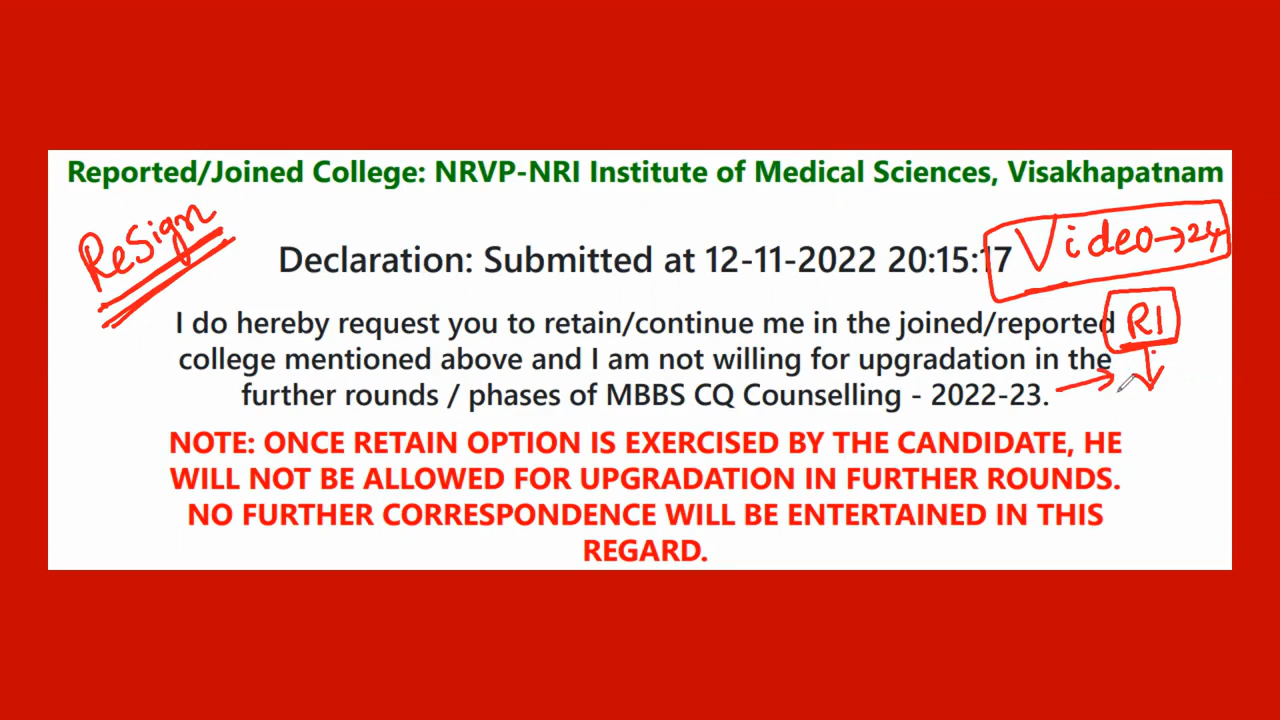 Reported/Joined College: NRVP-NRI Institute of Medical Sciences, Visakhapatnam
ReSign
Declaration: Submitted at 12-11-2022 20:15:17
Video→24
I do hereby request you to retain/continue me in the joined/reported
R1
college mentioned above and I am not willing for upgradation in the
further rounds / phases of MBBS CQ Counselling - 2022-23.
NOTE: ONCE RETAIN OPTION IS EXERCISED BY THE CANDIDATE, HE
WILL NOT BE ALLOWED FOR UPGRADATION IN FURTHER ROUNDS.
NO FURTHER CORRESPONDENCE WILL BE ENTERTAINED IN THIS
REGARD.